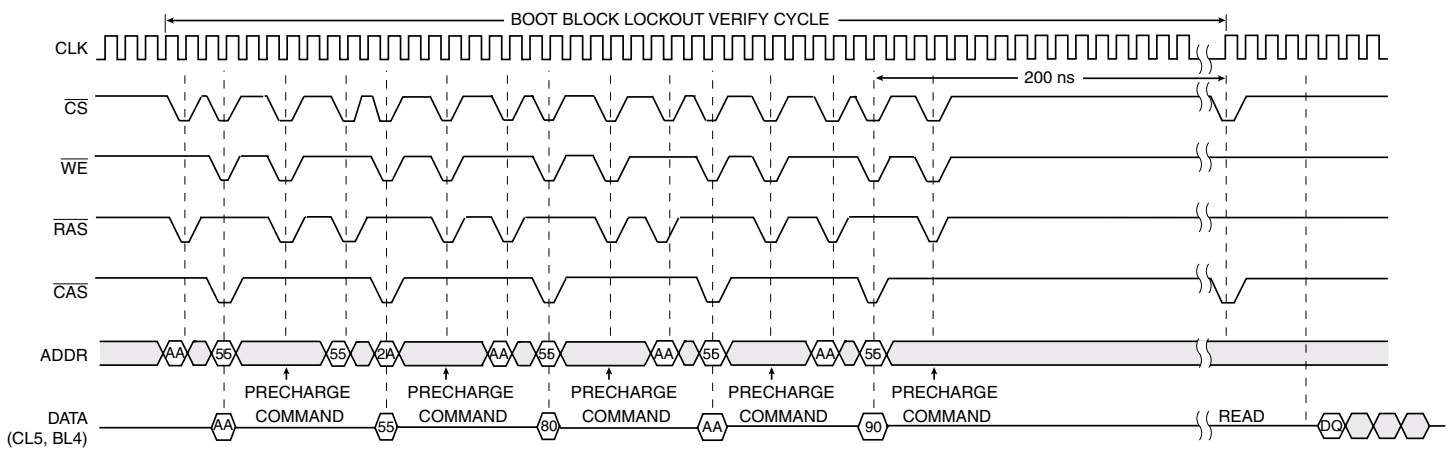 BOOT BLOCK LOCKOUT VERIFY CYCLE
CLK
200 ns
CS
WE
RAS
CAS
ADDR AA 55 55 2A AA 55 AA 55 AA 55
PRECHARGE COMMAND
PRECHARGE COMMAND
PRECHARGE COMMAND
PRECHARGE COMMAND
PRECHARGE COMMAND
DATA
(CL5, BL4)
AA 55 80 AA 90 READ DQ